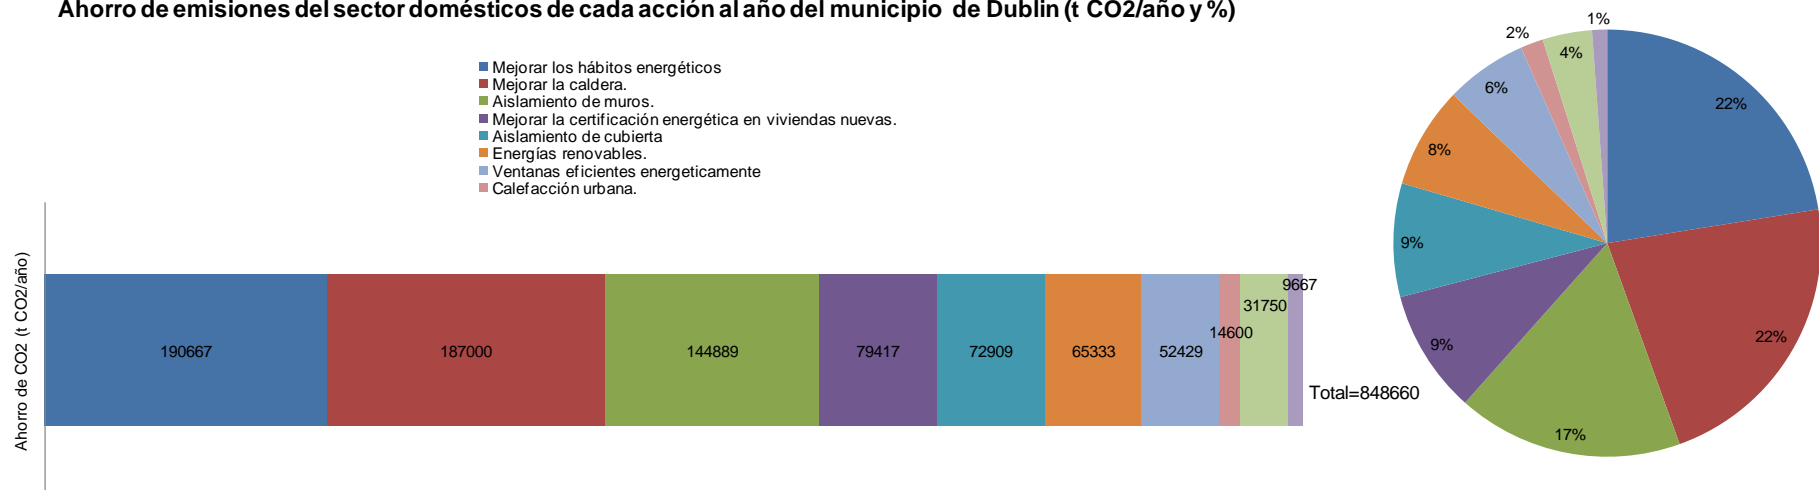 Ahorro de emisiones del sector domésticos de cada acción al año del municipio de Dublin (t CO2/año y %)
Mejorar los hábitos energéticos
Mejorar la caldera.
Aislamiento de muros.
Mejorar la certificación energética en viviendas nuevas.
Aislamiento de cubierta
Energías renovables.
Ventanas eficientes energeticamente
Calefacción urbana.
Ahorro de CO2 (t CO2/año)
190667
187000
144889
79417
72909
65333
52429
14600
31750
9667
Total=848660
22%
22%
17%
9%
9%
8%
6%
2%
4%
1%